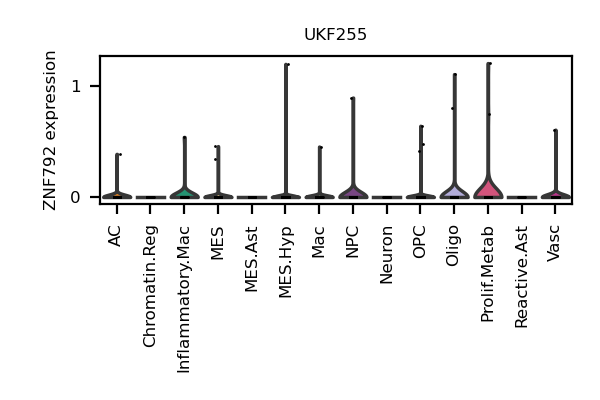 UKF255
ZNF792 expression
1
0
AC
Chromatin.Reg
Inflammatory.Mac
MES
MES.Ast
MES.Hyp
Mac
NPC
Neuron
OPC
Oligo
Prolif.Metab
Reactive.Ast
Vasc